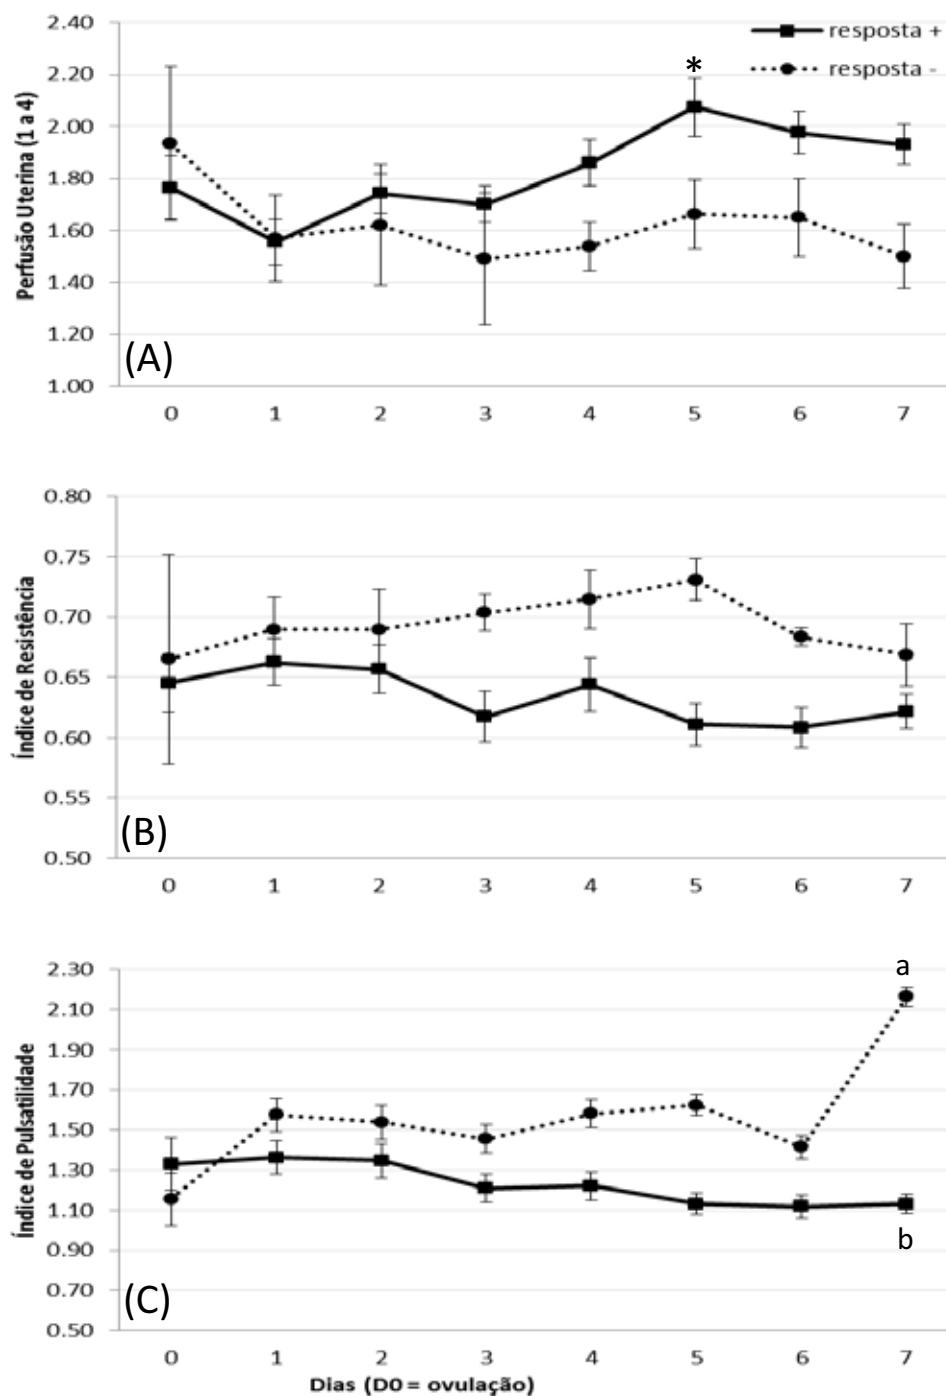 2.40
2.20
2.00
1.80
1.60
1.40
1.20
1.00
Perfusão Uterina (1 a 4)
resposta +
resposta -
*
(A)
0 1 2 3 4 5 6 7
0.80
0.75
0.70
0.65
0.60
0.55
0.50
Índice de Resistência
(B)
0 1 2 3 4 5 6 7
2.30
2.10
1.90
1.70
1.50
1.30
1.10
0.90
0.70
0.50
Índice de Pulsatilidade
a
b
(C)
0 1 2 3 4 5 6 7
Dias (D0 = ovulação)